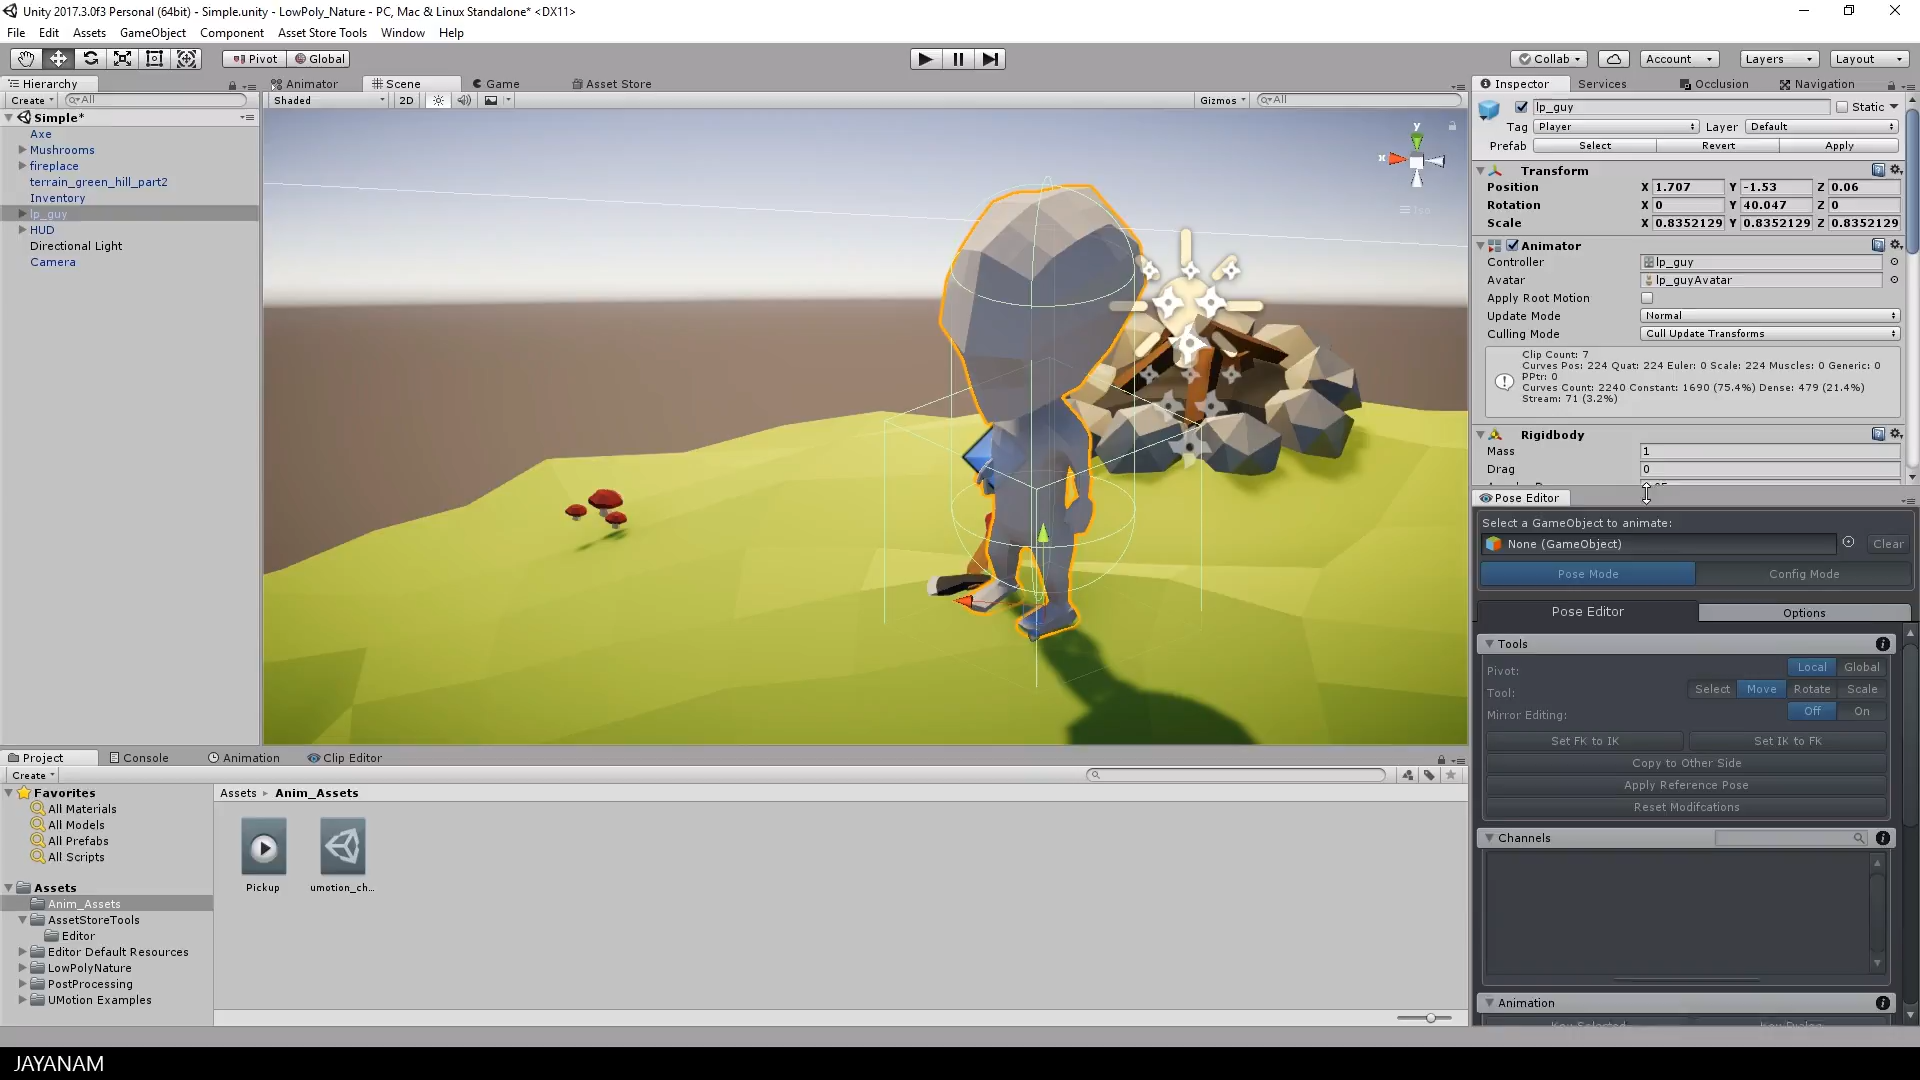 Unity 2017.3.0f3 Personal (64bit) - Simple.unity - LowPoly_Nature - PC, Mac & Linux Standalone* <DX11>
File Edit Assets GameObject Component Asset Store Tools Window Help
Pivot Global Collab Account Layers Layout
Hierarchy Animator Scene Game Asset Store Inspector Services Occlusion Navigation
Create All Shaded 2D Gizmos All
Simple*
Axe
Mushrooms
fireplace
terrain_green_hill_part2
Inventory
lp_guy
HUD
Directional Light
Camera
y
x
Iso
lp_guy Static
Tag Player Layer Default
Prefab Select Revert Apply
Transform
Position X 1.707 Y -1.53 Z 0.06
Rotation X 0 Y 40.047 Z 0
Scale X 0.8352129 Y 0.8352129 Z 0.8352129
Animator
Controller lp_guy
Avatar lp_guyAvatar
Apply Root Motion
Update Mode Normal
Culling Mode Cull Update Transforms
Clip Count: 7
Curves Pos: 224 Quat: 224 Euler: 0 Scale: 224 Muscles: 0 Generic: 0
PPtr: 0
Curves Count: 2240 Constant: 1690 (75.4%) Dense: 479 (21.4%)
Stream: 71 (3.2%)
Rigidbody
Mass 1
Drag 0
Pose Editor
Select a GameObject to animate:
None (GameObject) Clear
Pose Mode Config Mode
Pose Editor Options
Tools
Pivot: Local Global
Tool: Select Move Rotate Scale
Mirror Editing: Off On
Set FK to IK Set IK to FK
Copy to Other Side
Apply Reference Pose
Reset Modifcations
Channels
Animation
Project Console Animation Clip Editor
Create
Favorites
All Materials
All Models
All Prefabs
All Scripts
Assets
Anim_Assets
AssetStoreTools
Editor
Editor Default Resources
LowPolyNature
PostProcessing
UMotion Examples
Assets Anim_Assets
Pickup umotion_ch...
JAYANAM